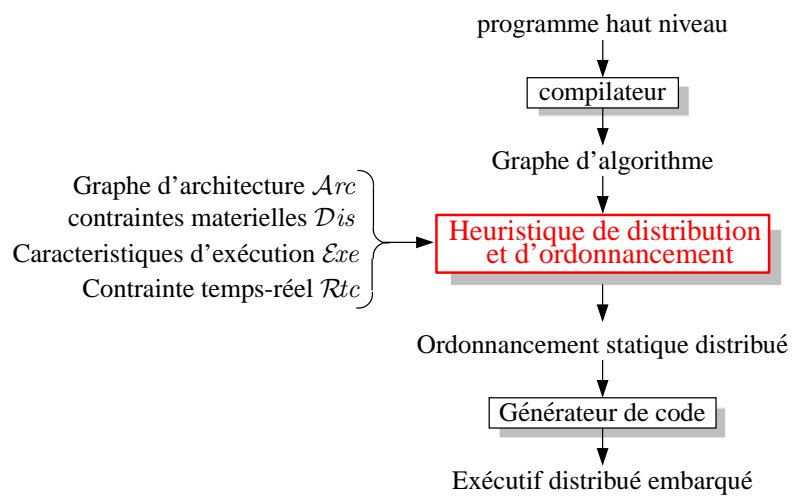 programme haut niveau
compilateur
Graphe d'algorithme
Graphe d'architecture Arc
contraintes materielles Dis
Caracteristiques d'exécution Exe
Contrainte temps-réel Rtc
Heuristique de distribution
et d'ordonnancement
Ordonnancement statique distribué
Générateur de code
Exécutif distribué embarqué